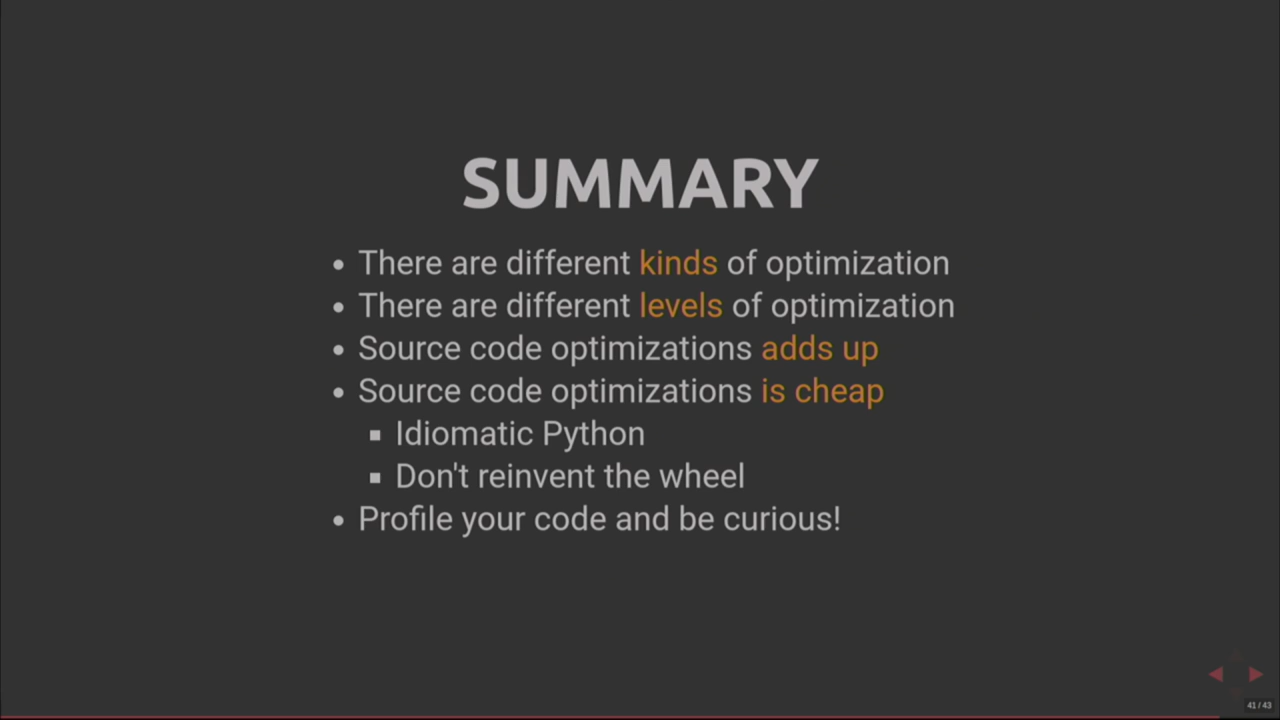 SUMMARY
• There are different kinds of optimization
• There are different levels of optimization
• Source code optimizations adds up
• Source code optimizations is cheap
▪ Idiomatic Python
▪ Don't reinvent the wheel
• Profile your code and be curious!
41 / 43